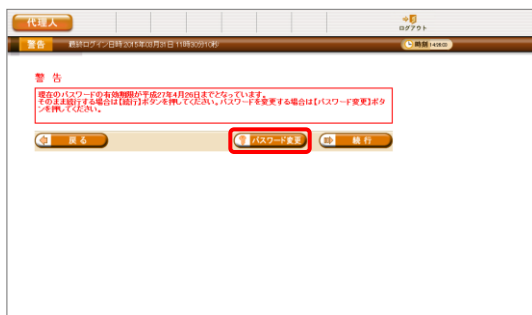 代理人
ログアウト
警告 最終ログイン日時:2015年03月31日 11時30分10秒
時刻 14:26:00
警 告
現在のパスワードの有効期限が平成27年4月26日までとなっています。
そのまま続行する場合は【続行】ボタンを押してください。パスワードを変更する場合は【パスワード変更】ボタ
ンを押してください。
戻 る パスワード変更 続 行